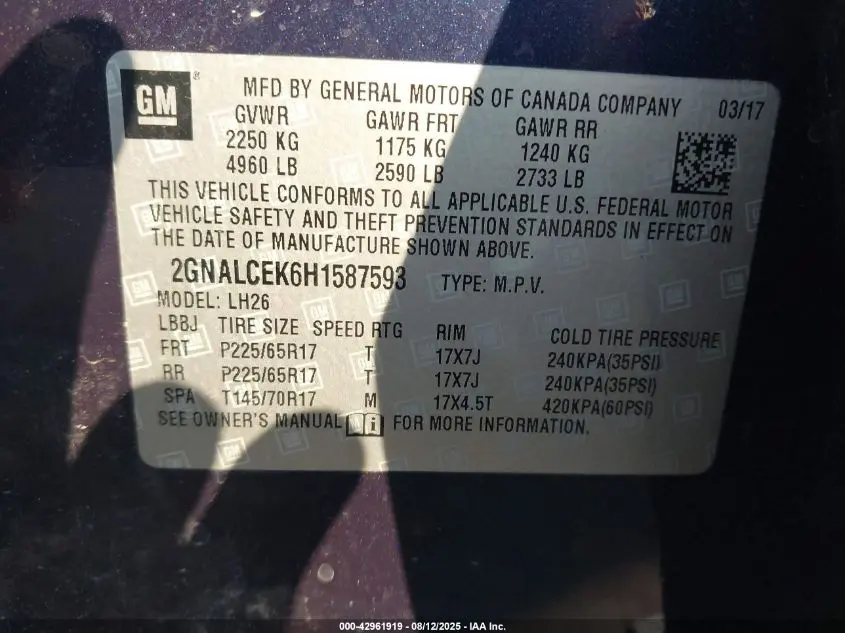 GM ®
MFD BY GENERAL MOTORS OF CANADA COMPANY 03/17
GVWR GAWR FRT GAWR RR
2250 KG 1175 KG 1240 KG
4960 LB 2590 LB 2733 LB
THIS VEHICLE CONFORMS TO ALL APPLICABLE U.S. FEDERAL MOTOR
VEHICLE SAFETY AND THEFT PREVENTION STANDARDS IN EFFECT ON
THE DATE OF MANUFACTURE SHOWN ABOVE.
2GNALCEK6H1587593 TYPE: M.P.V.
MODEL: LH26
LBBJ TIRE SIZE SPEED RTG RIM COLD TIRE PRESSURE
FRT P225/65R17 T 17X7J 240KPA(35PSI)
RR P225/65R17 T 17X7J 240KPA(35PSI)
SPA T145/70R17 M 17X4.5T 420KPA(60PSI)
SEE OWNER'S MANUAL i FOR MORE INFORMATION.
000-42961919 - 08/12/2025 - IAA Inc.